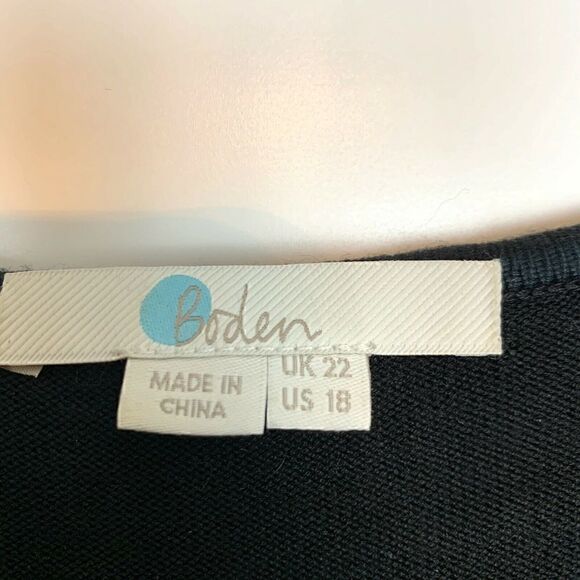 Boden
MADE IN
CHINA
UK 22
US 18